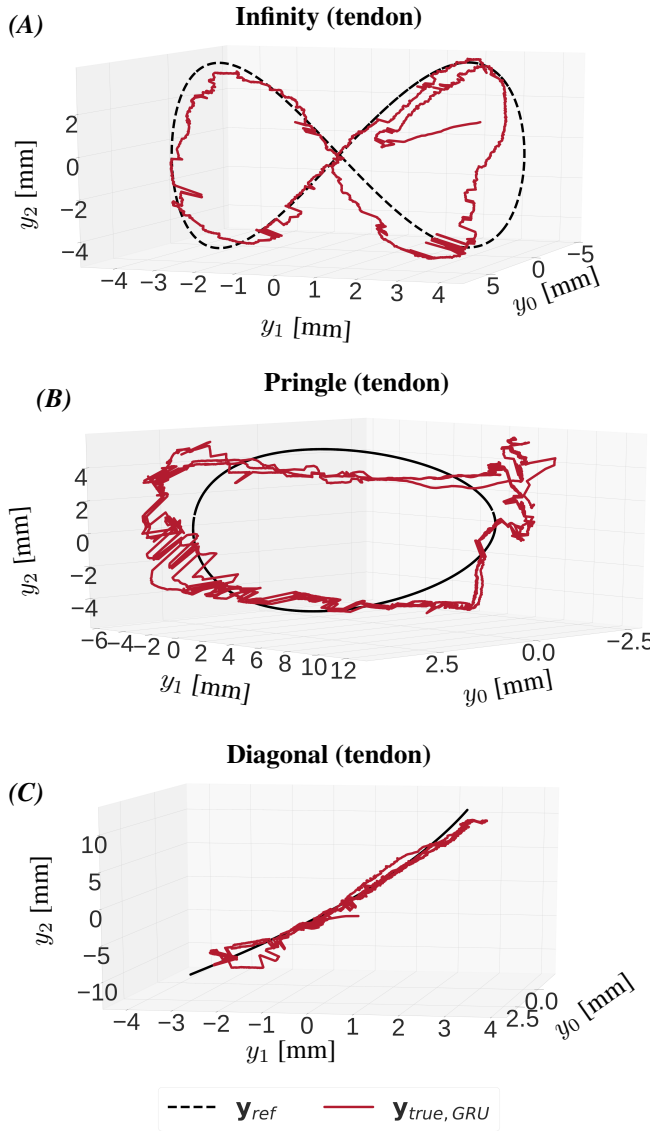 (A)
Infinity (tendon)
2
0
−2
−4
y2 [mm]
−4 −3 −2 −1 0 1 2 3 4
y1 [mm]
5 0 −5
y0 [mm]
(B)
Pringle (tendon)
4
2
0
−2
−4
y2 [mm]
−6 −4 −2 0 2 4 6 8 10 12
y1 [mm]
2.5 0.0 −2.5
y0 [mm]
(C)
Diagonal (tendon)
10
5
0
−5
−10
y2 [mm]
−4 −3 −2 −1 0 1 2 3 4
y1 [mm]
2.5 0.0
y0 [mm]
yref ytrue, GRU